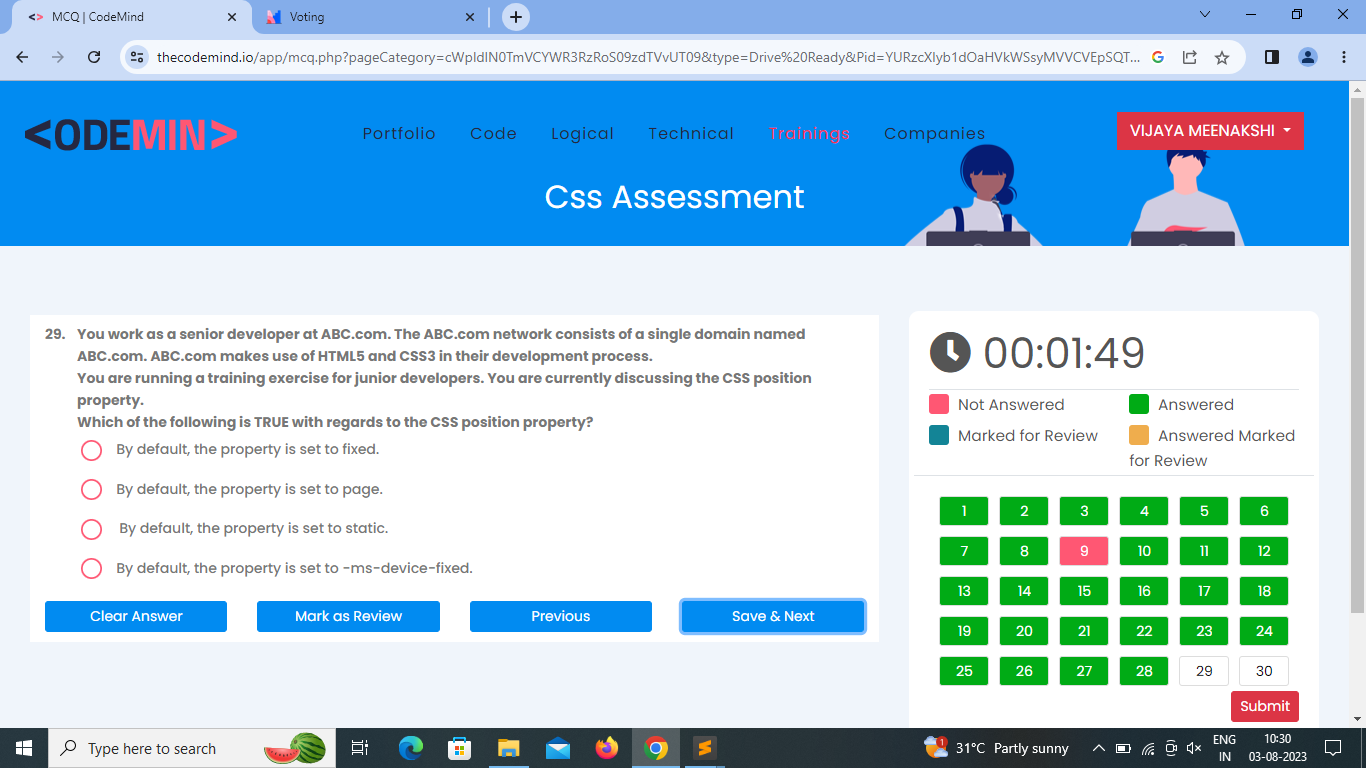 MCQ | CodeMind
Voting
thecodemind.io/app/mcq.php?pageCategory=cWpIdlN0TmVCYWR3RzRoS09zdTVvUT09&type=Drive%20Ready&Pid=YURzcXlyb1dOaHVkWSsyMVVCVEpSQT...
<ODEMIN>
Portfolio Code Logical Technical Trainings Companies
VIJAYA MEENAKSHI
Css Assessment
29. You work as a senior developer at ABC.com. The ABC.com network consists of a single domain named
ABC.com. ABC.com makes use of HTML5 and CSS3 in their development process.
You are running a training exercise for junior developers. You are currently discussing the CSS position
property.
Which of the following is TRUE with regards to the CSS position property?
By default, the property is set to fixed.
By default, the property is set to page.
By default, the property is set to static.
By default, the property is set to -ms-device-fixed.
Clear Answer Mark as Review Previous Save & Next
00:01:49
Not Answered Answered
Marked for Review Answered Marked
for Review
1 2 3 4 5 6
7 8 9 10 11 12
13 14 15 16 17 18
19 20 21 22 23 24
25 26 27 28 29 30
Submit
Type here to search
1
31°C Partly sunny
ENG
IN
10:30
03-08-2023